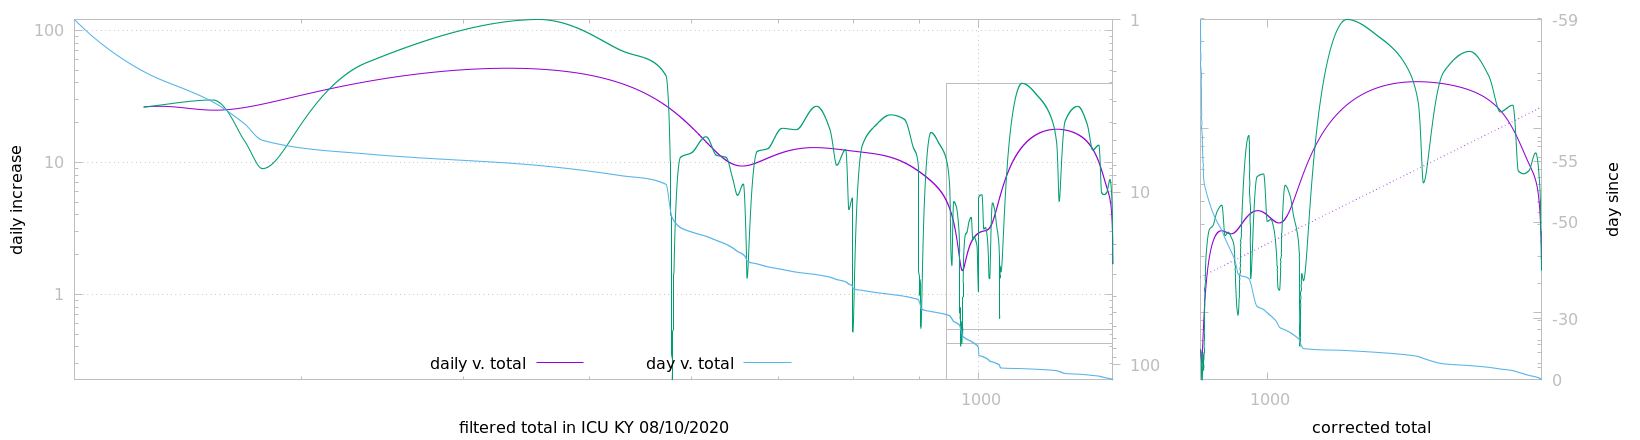 100
10
1
daily increase
daily v. total
day v. total
1
10
100
1000
filtered total in ICU KY 08/10/2020
-59
-55
-50
-30
0
day since
1000
corrected total